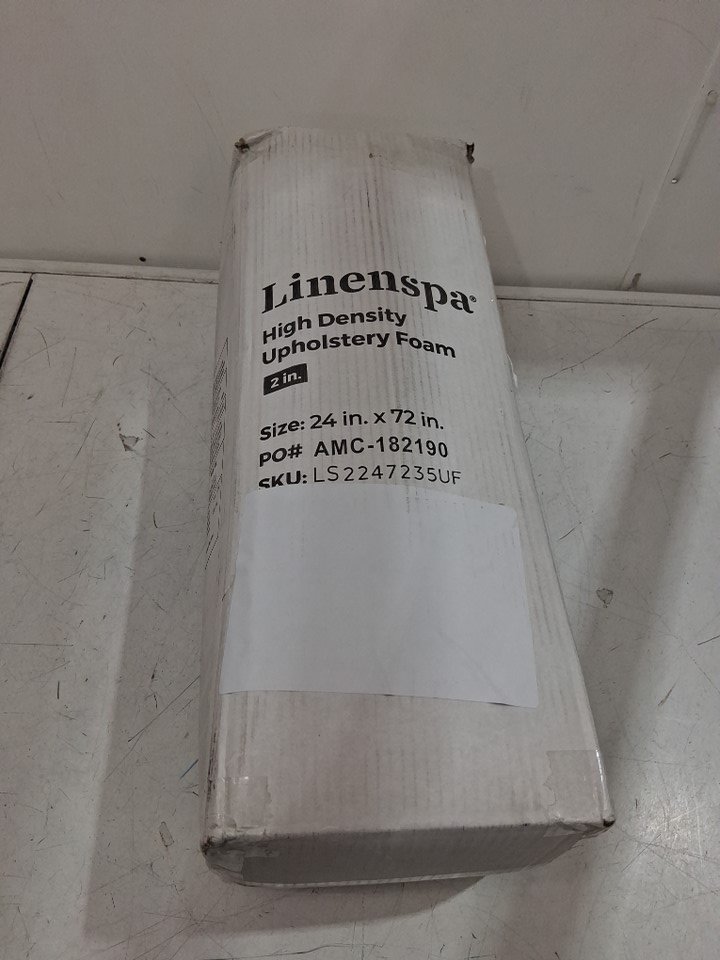 Linenspa®
High Density
Upholstery Foam
2 in.
Size: 24 in. x 72 in.
PO# AMC-182190
SKU: LS2247235UF